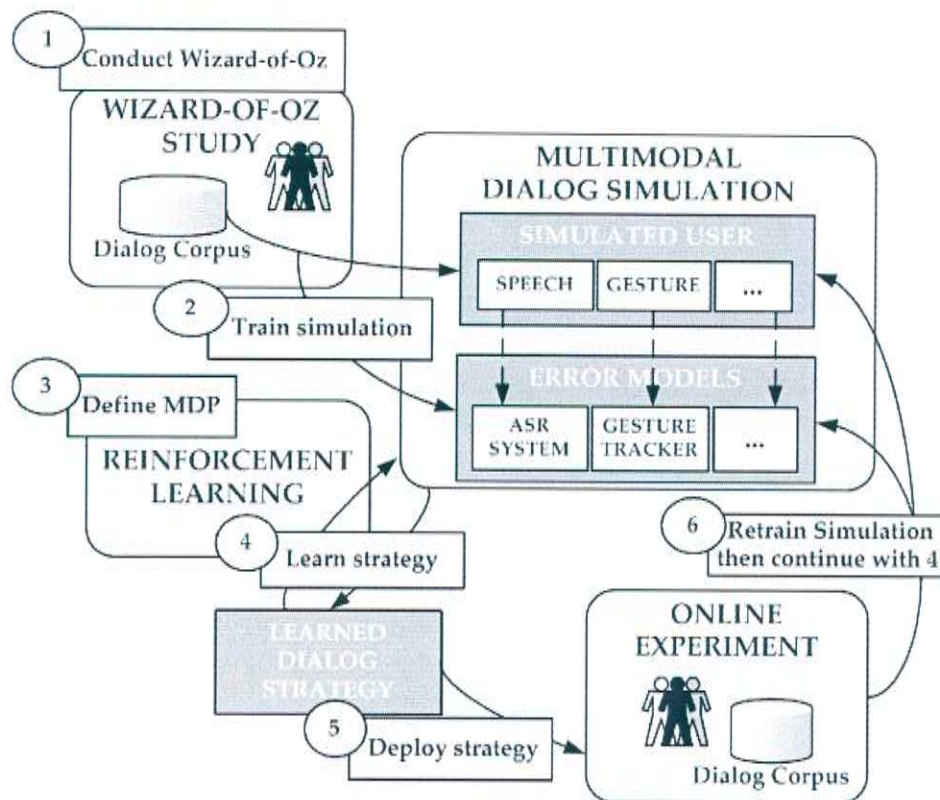 1
Conduct Wizard-of-Oz
WIZARD-OF-OZ
STUDY
Dialog Corpus
MULTIMODAL
DIALOG SIMULATION
SIMULATED USER
SPEECH
GESTURE
...
2
Train simulation
ERROR MODELS
ASR
SYSTEM
GESTURE
TRACKER
...
3
Define MDP
REINFORCEMENT
LEARNING
4
Learn strategy
6
Retrain Simulation
then continue with 4
LEARNED
DIALOG
STRATEGY
5
Deploy strategy
ONLINE
EXPERIMENT
Dialog Corpus